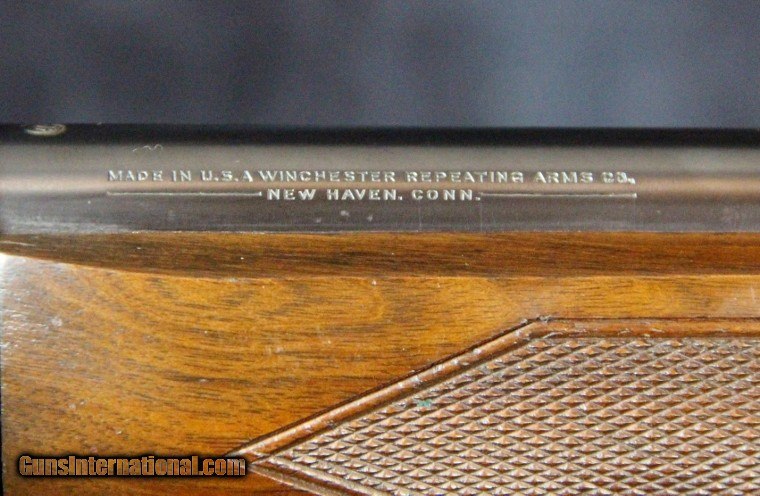 MADE IN U.S.A WINCHESTER REPEATING ARMS CO.
NEW HAVEN. CONN.
GunsInternational.com